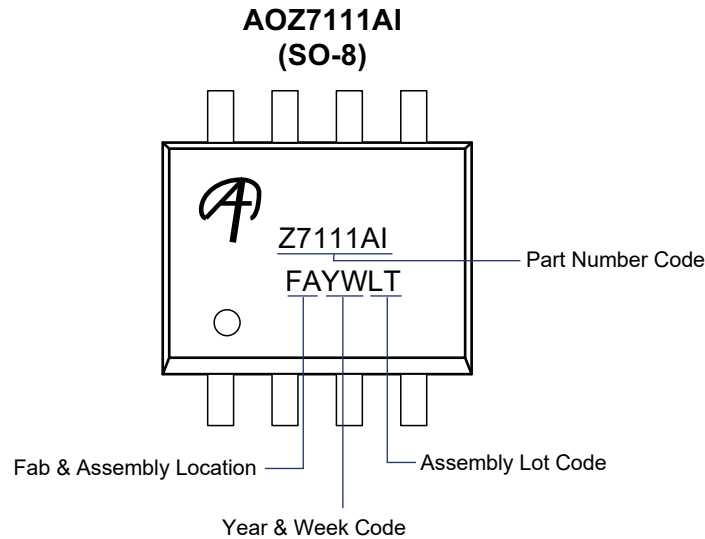 AOZ7111AI
(SO-8)
Z7111AI
Part Number Code
FAYWLT
Fab & Assembly Location
Assembly Lot Code
Year & Week Code